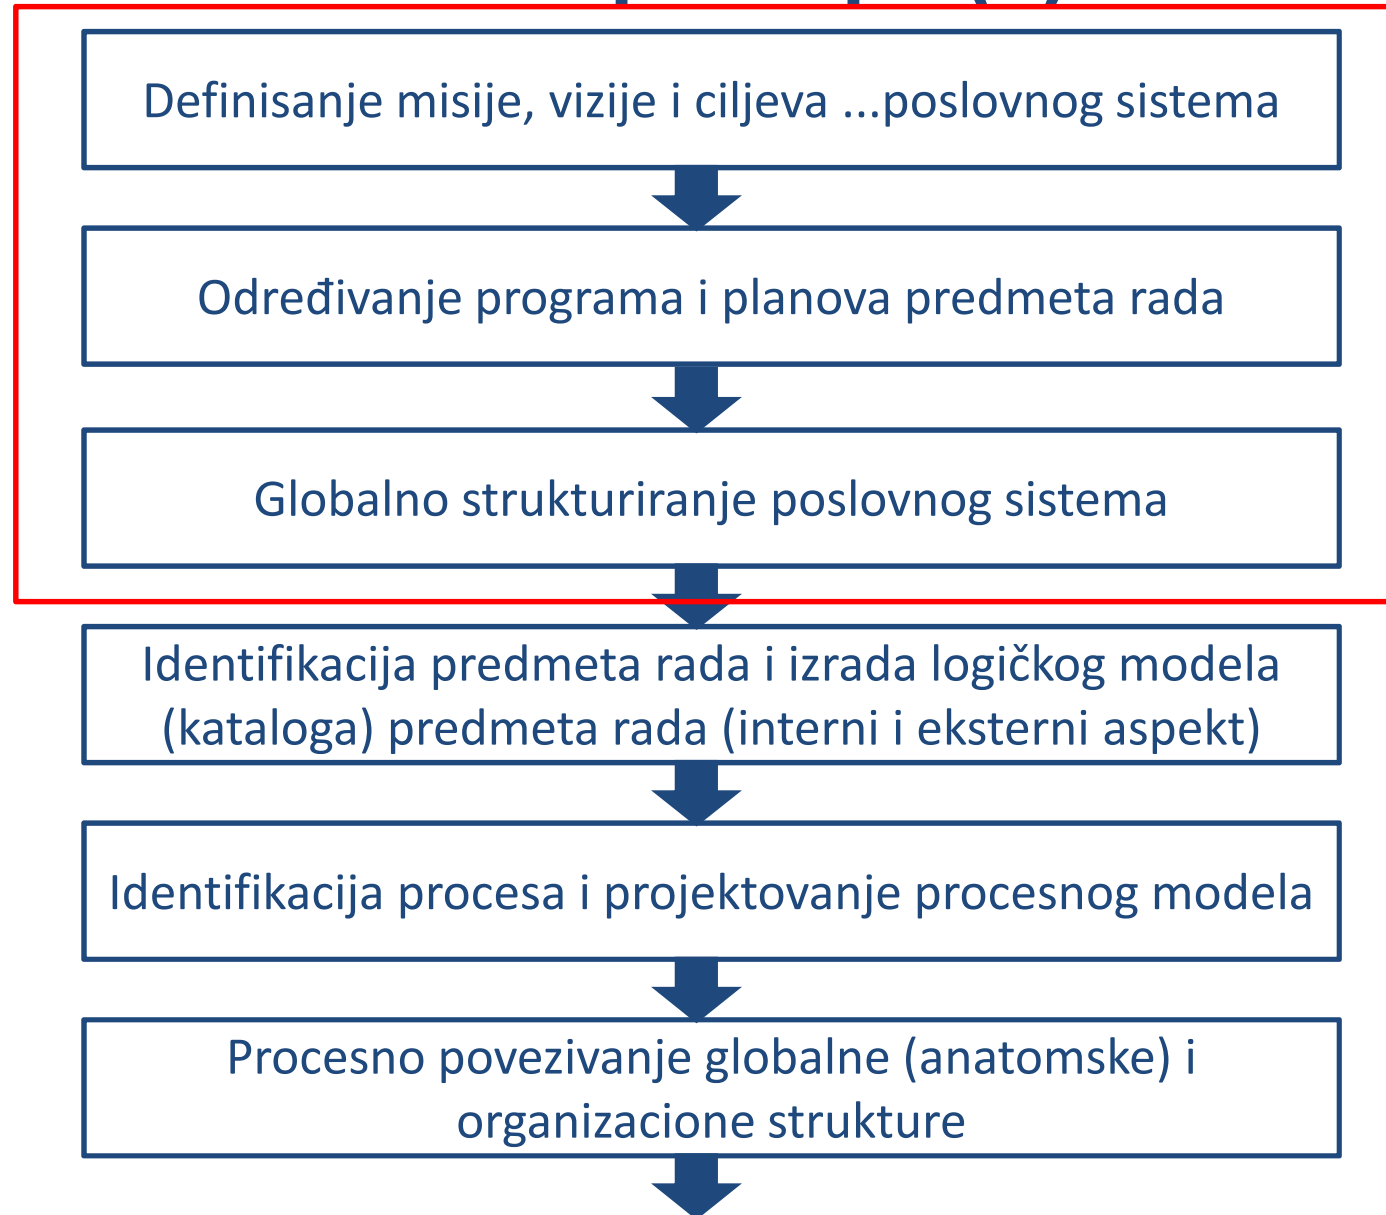 Definisanje misije, vizije i ciljeva ...poslovnog sistema
Određivanje programa i planova predmeta rada
Globalno strukturiranje poslovnog sistema
Identifikacija predmeta rada i izrada logičkog modela
(kataloga) predmeta rada (interni i eksterni aspekt)
Identifikacija procesa i projektovanje procesnog modela
Procesno povezivanje globalne (anatomske) i
organizacione strukture